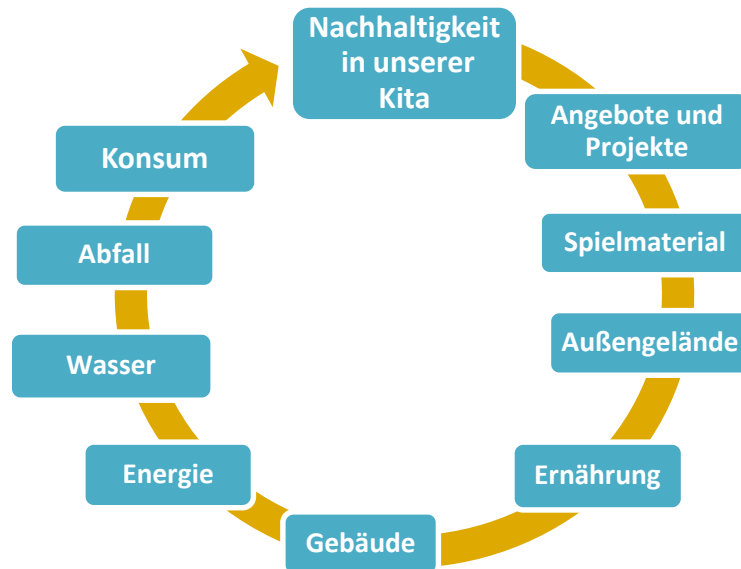 Nachhaltigkeit
in unserer
Kita
Angebote und
Projekte
Spielmaterial
Außengelände
Ernährung
Gebäude
Energie
Wasser
Abfall
Konsum